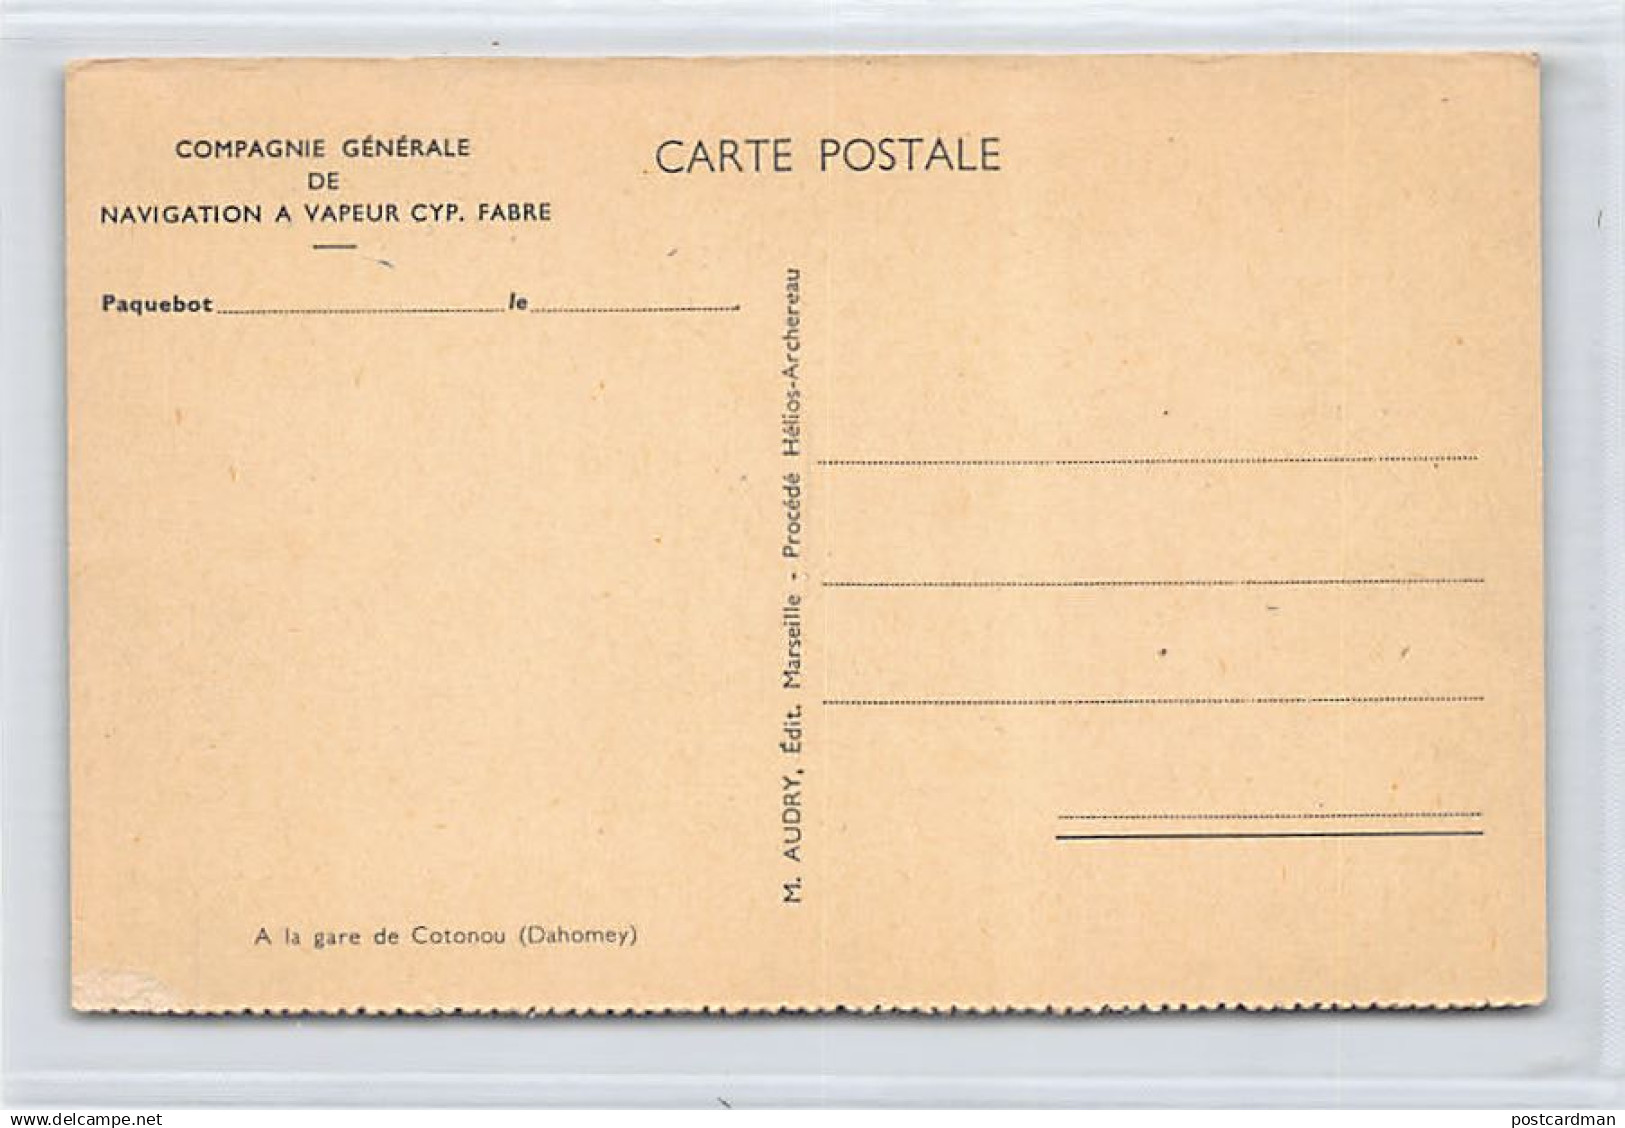 COMPAGNIE GÉNÉRALE
DE
NAVIGATION A VAPEUR CYP. FABRE
CARTE POSTALE
Paquebot le
M. AUDRY, Édit. Marseille - Procédé Hélios-Archereau
A la gare de Cotonou (Dahomey)
www.delcampe.net
postcardman